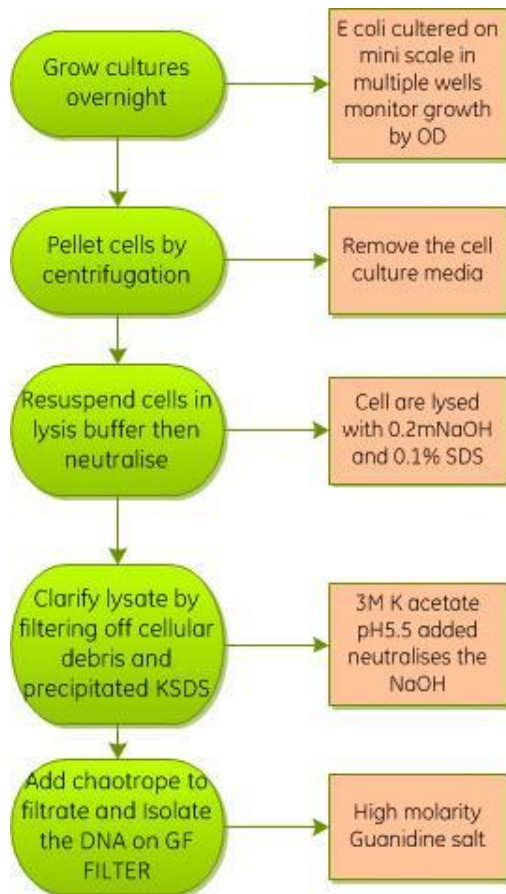 Grow cultures
overnight
E coli cultered on
mini scale in
multiple wells
monitor growth
by OD
Pellet cells by
centrifugation
Remove the cell
culture media
Resuspend cells in
lysis buffer then
neutralise
Cell are lysed
with 0.2mNaOH
and 0.1% SDS
Clarify lysate by
filtering off cellular
debris and
precipitated KSDS
3M K acetate
pH5.5 added
neutralises the
NaOH
Add chaotrope to
filtrate and Isolate
the DNA on GF
FILTER
High molarity
Guanidine salt